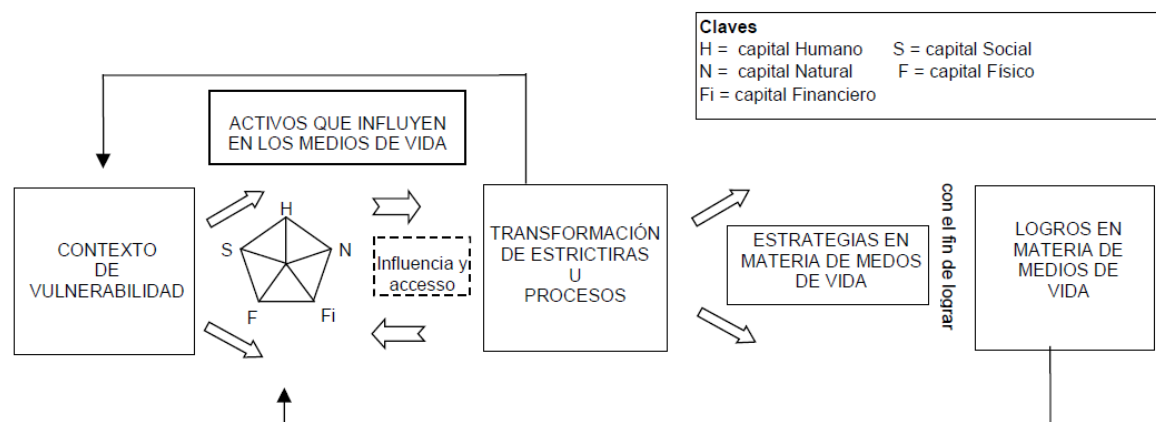 Claves
H = capital Humano S = capital Social
N = capital Natural F = capital Físico
Fi = capital Financiero
ACTIVOS QUE INFLUYEN
EN LOS MEDIOS DE VIDA
CONTEXTO
DE
VULNERABILIDAD
H
S
N
F
Fi
Influencia y
accesso
TRANSFORMACIÓN
DE ESTRICTIRAS
U
PROCESOS
ESTRATEGIAS EN
MATERIA DE MEDOS
DE VIDA
con el fin de lograr
LOGROS EN
MATERIA DE
MEDIOS DE
VIDA